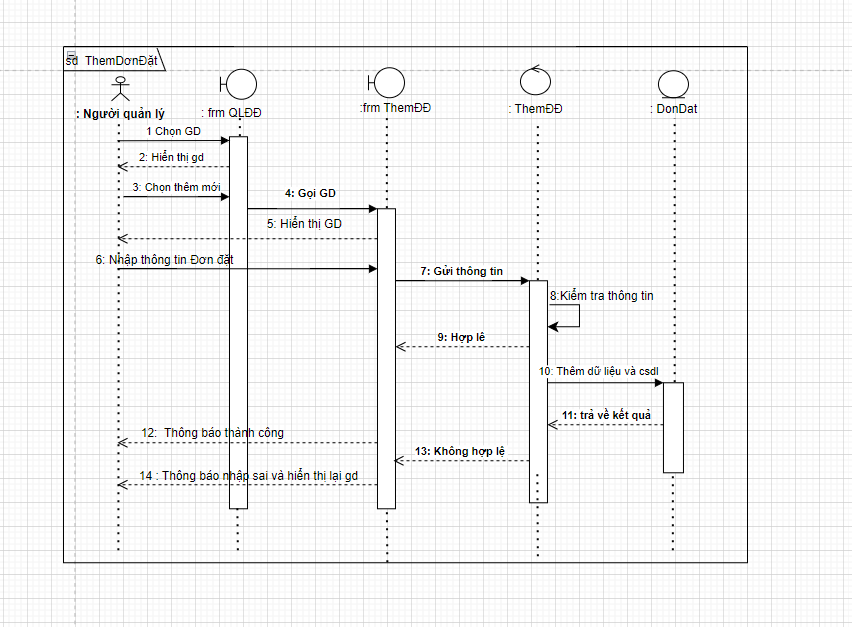 sd ThemDơnĐặt
: Người quản lý
: frm QLĐĐ
:frm ThemĐĐ
: ThemĐĐ
: DonDat
1 Chọn GD
2: Hiển thị gd
3: Chọn thêm mới
4: Gọi GD
5: Hiển thị GD
6: Nhập thông tin Đơn đặt
7: Gửi thông tin
8:Kiểm tra thông tin
9: Hợp lê
10: Thêm dữ liệu và csdl
11: trả về kết quả
12: Thông báo thành công
13: Không hợp lệ
14 : Thông báo nhập sai và hiển thị lại gd